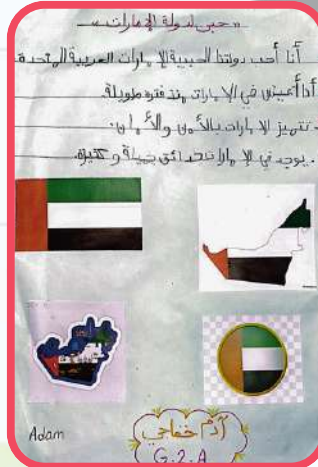 «حبي لدولة الإمارات»
أنا أحب دولتنا الحبيبة الإمارات العربية المتحدة
أنا أعيش في الإمارات منذ فترة طويلة.
. تتميز الإمارات بالأمن والأمان.
. يوجد في الإمارات حدائق جميلة وكثيرة.
Adam
آدم خفاجي
G.2.A